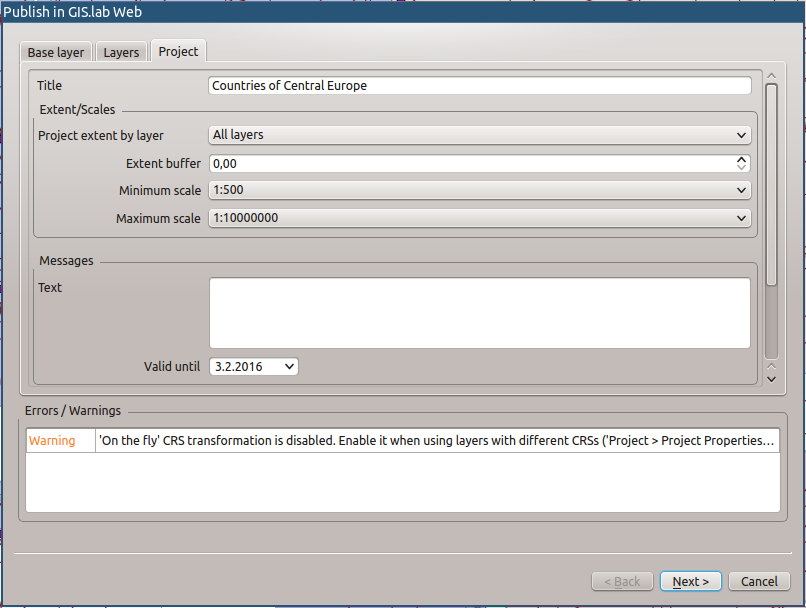 Publish in GIS.lab Web
Base layer Layers Project
Title Countries of Central Europe
Extent/Scales
Project extent by layer All layers
Extent buffer 0,00
Minimum scale 1:500
Maximum scale 1:10000000
Messages
Text
Valid until 3.2.2016
Errors / Warnings
Warning 'On the fly' CRS transformation is disabled. Enable it when using layers with different CRSs ('Project > Project Properties...
< Back Next > Cancel